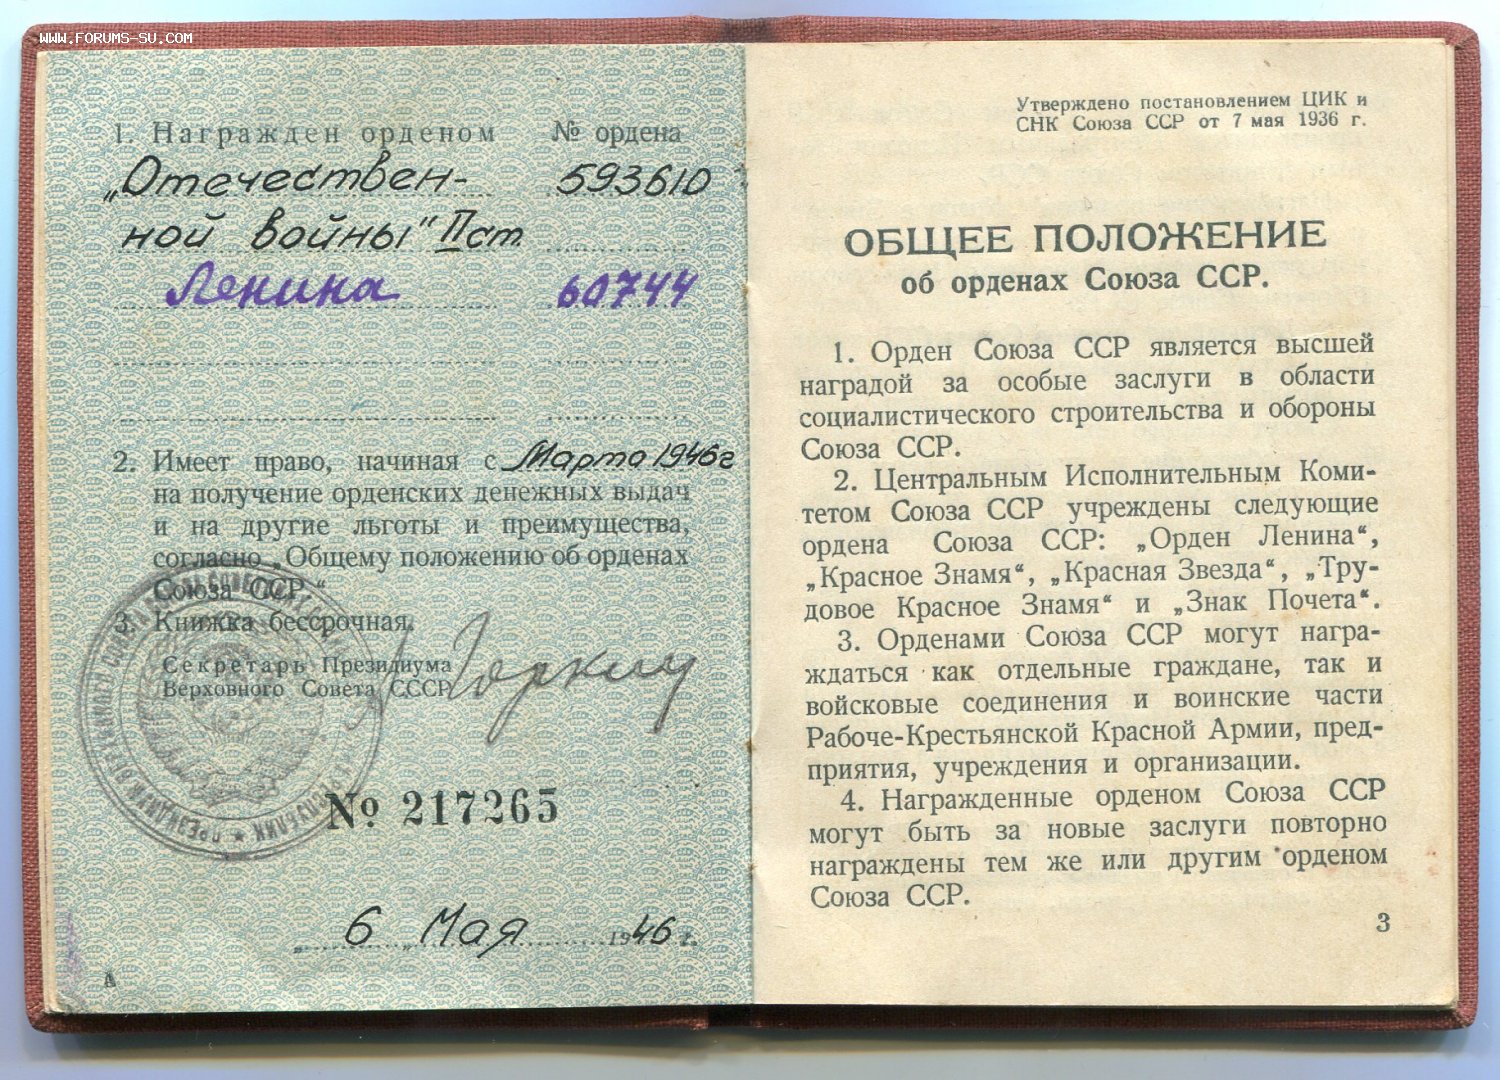 www.forums-su.com
1. Награжден орденом № ордена
„Отечествен- 593610
ной войны" II ст.
Ленина 60744
2. Имеет право, начиная с Марта 1946 г
на получение орденских денежных выдач
и на другие льготы и преимущества,
согласно „Общему положению об орденах
Союза ССР."
3. Книжка бессрочная.
Секретарь Президиума
Верховного Совета СССР
№ 217265
„ 6 „ Мая 1946 г.
А
Утверждено постановлением ЦИК и
СНК Союза ССР от 7 мая 1936 г.
ОБЩЕЕ ПОЛОЖЕНИЕ
об орденах Союза ССР.
1. Орден Союза ССР является высшей
наградой за особые заслуги в области
социалистического строительства и обороны
Союза ССР.
2. Центральным Исполнительным Коми-
тетом Союза ССР учреждены следующие
ордена Союза ССР: „Орден Ленина“,
„Красное Знамя“, „Красная Звезда“, „Тру-
довое Красное Знамя“ и „Знак Почета“.
3. Орденами Союза ССР могут награ-
ждаться как отдельные граждане, так и
войсковые соединения и воинские части
Рабоче-Крестьянской Красной Армии, пред-
приятия, учреждения и организации.
4. Награжденные орденом Союза ССР
могут быть за новые заслуги повторно
награждены тем же или другим орденом
Союза ССР.
3